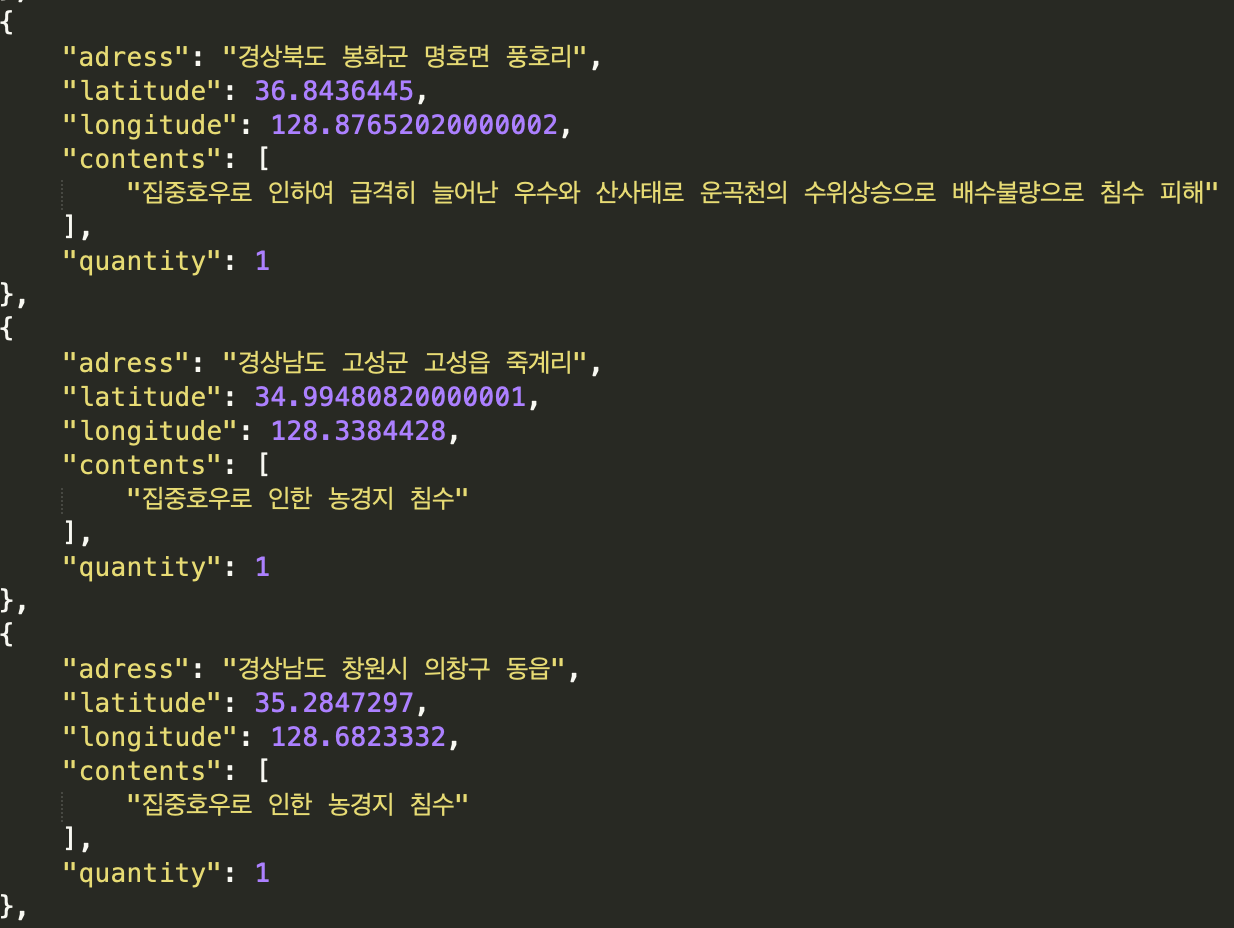 {
"adress": "경상북도 봉화군 명호면 풍호리",
"latitude": 36.8436445,
"longitude": 128.87652020000002,
"contents": [
"집중호우로 인하여 급격히 늘어난 우수와 산사태로 운곡천의 수위상승으로 배수불량으로 침수 피해"
],
"quantity": 1
},
{
"adress": "경상남도 고성군 고성읍 죽계리",
"latitude": 34.99480820000001,
"longitude": 128.3384428,
"contents": [
"집중호우로 인한 농경지 침수"
],
"quantity": 1
},
{
"adress": "경상남도 창원시 의창구 동읍",
"latitude": 35.2847297,
"longitude": 128.6823332,
"contents": [
"집중호우로 인한 농경지 침수"
],
"quantity": 1
},